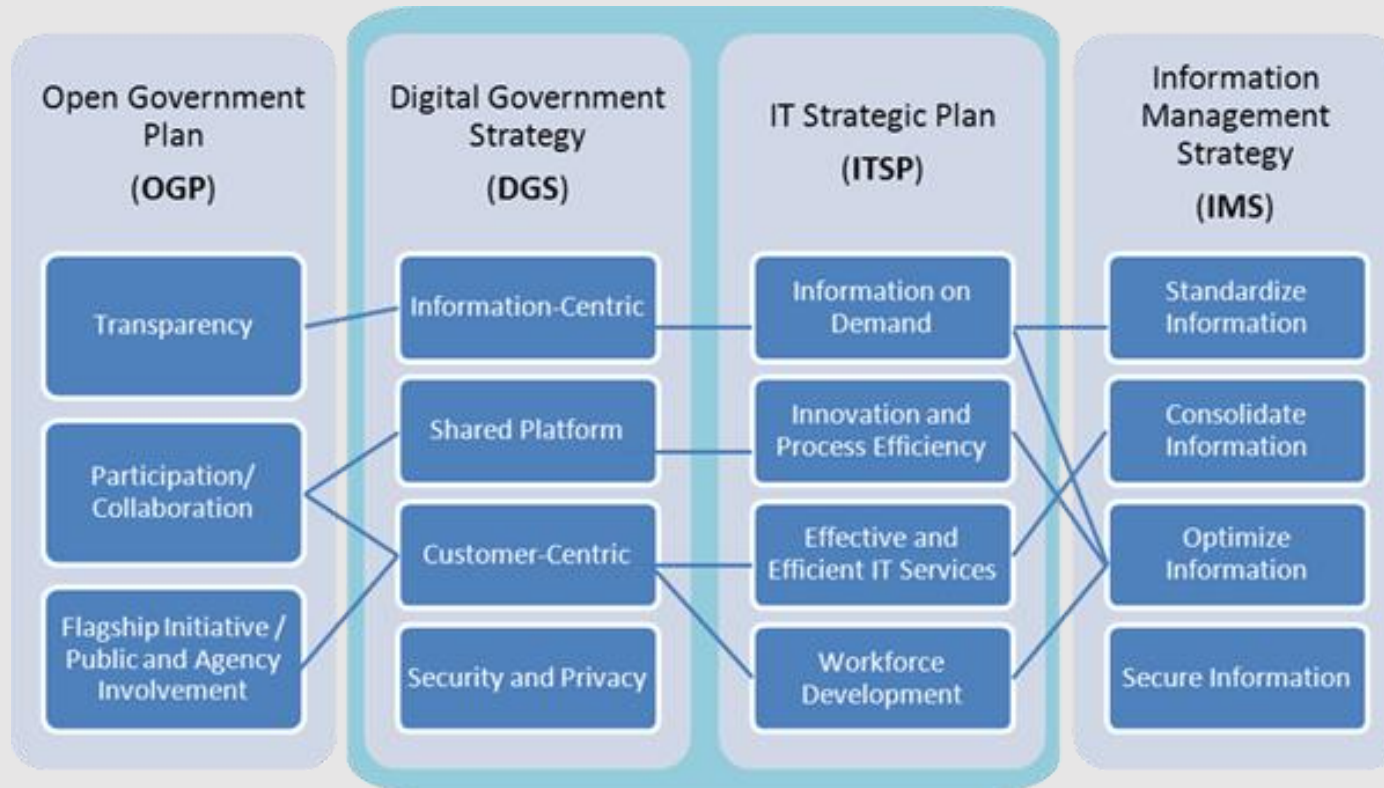 Open Government
Plan
(OGP)
Transparency
Participation/
Collaboration
Flagship Initiative /
Public and Agency
Involvement
Digital Government
Strategy
(DGS)
Information-Centric
Shared Platform
Customer-Centric
Security and Privacy
IT Strategic Plan
(ITSP)
Information on
Demand
Innovation and
Process Efficiency
Effective and
Efficient IT Services
Workforce
Development
Information
Management
Strategy
(IMS)
Standardize
Information
Consolidate
Information
Optimize
Information
Secure Information